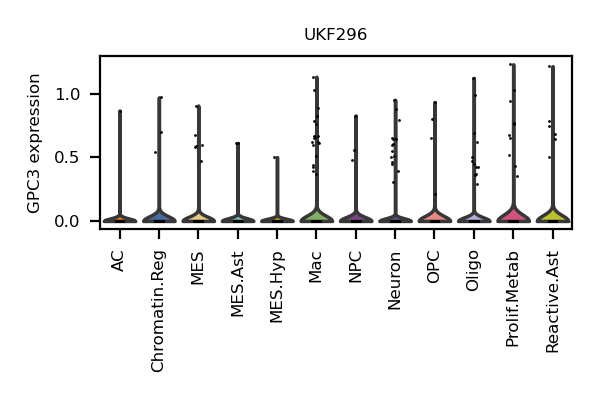 UKF296
GPC3 expression
1.0
0.5
0.0
AC
Chromatin.Reg
MES
MES.Ast
MES.Hyp
Mac
NPC
Neuron
OPC
Oligo
Prolif.Metab
Reactive.Ast